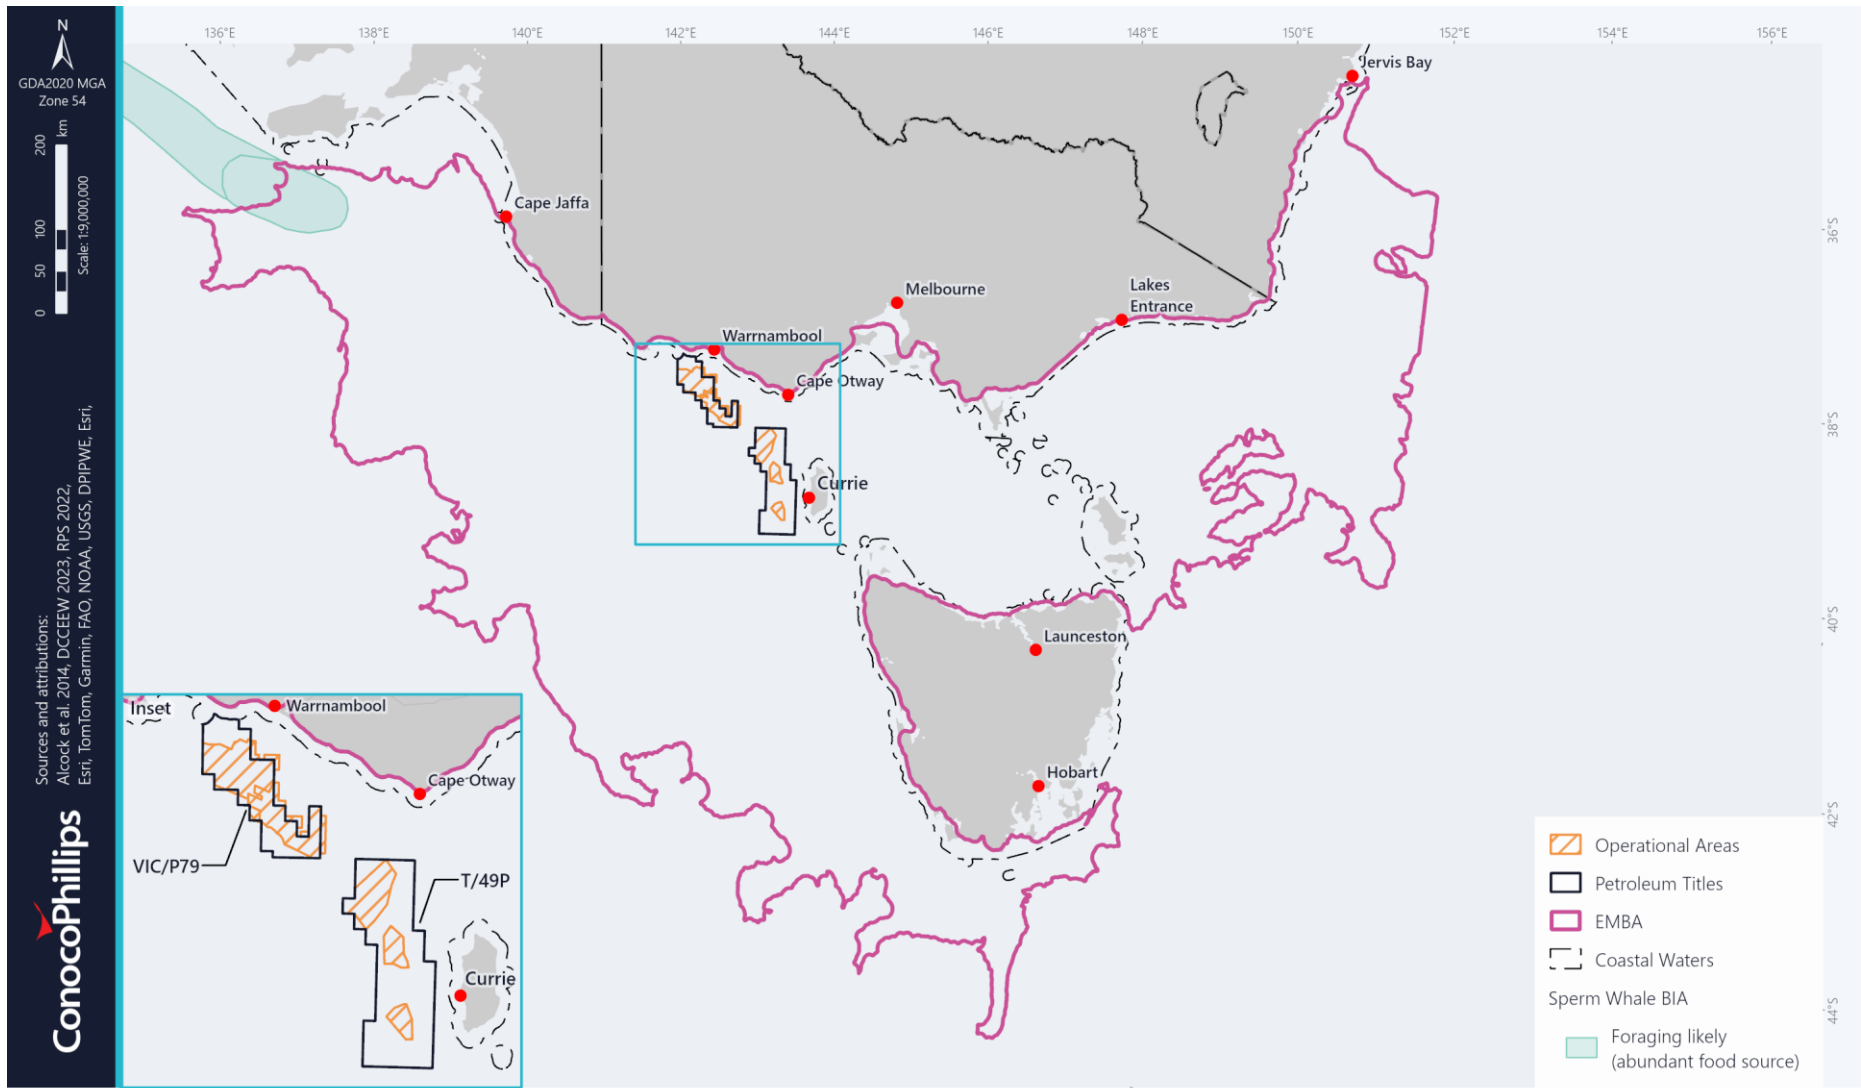 N
GDA2020 MGA
Zone 54
0 50 100 200
km
Scale: 1:9,000,000
Sources and attributions:
Alcock et al. 2014, DCCEEW 2023, RPS 2022,
Esri, TomTom, Garmin, FAO, NOAA, USGS, DPIPWE, Esri,
ConocoPhillips
136°E 138°E 140°E 142°E 144°E 146°E 148°E 150°E 152°E 154°E 156°E
36°S
38°S
40°S
42°S
44°S
Jervis Bay
Cape Jaffa
Melbourne
Lakes
Entrance
Warrnambool
Cape Otway
Currie
Launceston
Hobart
Inset
Warrnambool
Cape Otway
VIC/P79
T/49P
Currie
Operational Areas
Petroleum Titles
EMBA
Coastal Waters
Sperm Whale BIA
Foraging likely
(abundant food source)